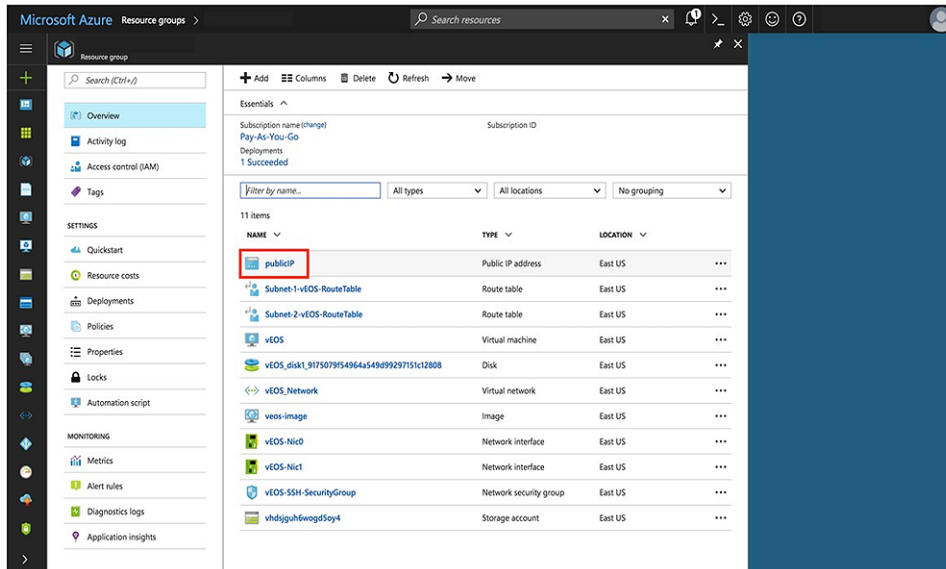 Microsoft Azure Resource groups >
Search resources
Resource group
Search (Ctrl+/)
Overview
Activity log
Access control (IAM)
Tags
SETTINGS
Quickstart
Resource costs
Deployments
Policies
Properties
Locks
Automation script
MONITORING
Metrics
Alert rules
Diagnostics logs
Application insights
Add Columns Delete Refresh Move
Essentials
Subscription name (change) Subscription ID
Pay-As-You-Go
Deployments
1 Succeeded
Filter by name... All types All locations No grouping
11 items
NAME TYPE LOCATION
publicIP Public IP address East US
Subnet-1-vEOS-RouteTable Route table East US
Subnet-2-vEOS-RouteTable Route table East US
vEOS Virtual machine East US
vEOS_disk1_9175079f54964a549d99297151c12808 Disk East US
vEOS_Network Virtual network East US
veos-image Image East US
vEOS-Nic0 Network interface East US
vEOS-Nic1 Network interface East US
vEOS-SSH-SecurityGroup Network security group East US
vhdsjguh6wogd5oy4 Storage account East US